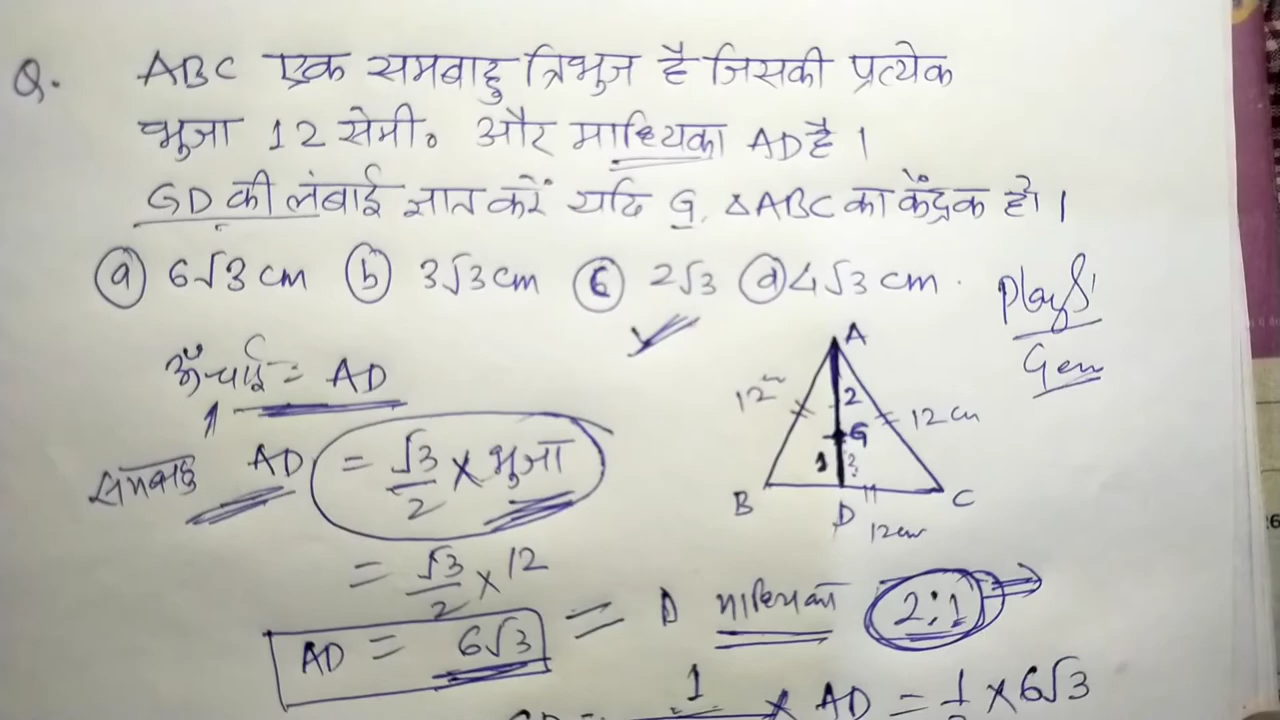 Q. ABC एक समबाहु त्रिभुज है जिसकी प्रत्येक
भुजा 12 सेमी० और माध्यिका AD है ।
GD की लंबाई ज्ञात करें यदि G, ΔABC का केंद्रक हो ।
(a) 6√3 cm (b) 3√3 cm (c) 2√3 (d) 4√3 cm.
Gen
ऊँचाई = AD
समबाहु AD = √3/2 × भुजा
= √3/2 × 12
AD = 6√3 = D माध्यिका 2:1
A
12
2
12 cm
G
1 ?
B D C
12cm
1 × AD = 1 × 6√3